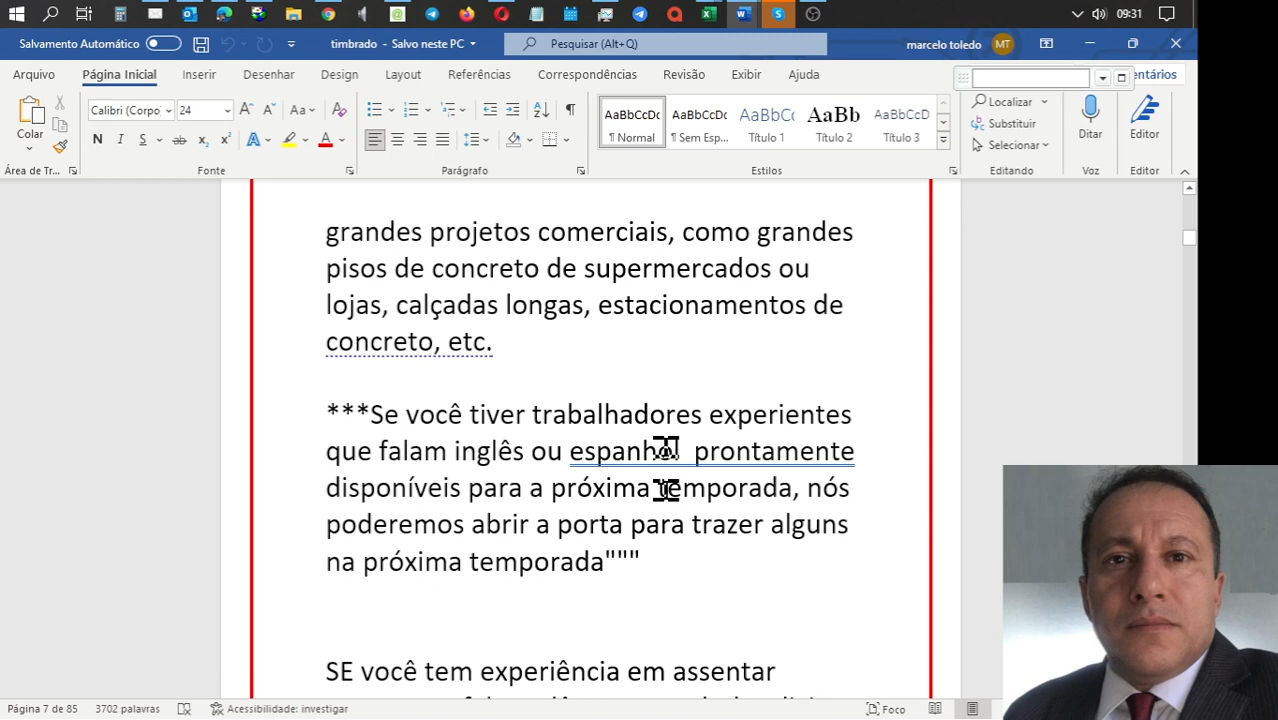 09:31
Salvamento Automático
timbrado - Salvo neste PC
Pesquisar (Alt+Q)
marcelo toledo
MT
Arquivo
Página Inicial
Inserir
Desenhar
Design
Layout
Referências
Correspondências
Revisão
Exibir
Ajuda
entários
Colar
Calibri (Corpo
24
AaBbCcDc
AaBbCcDc
AaBbCc
AaBb
AaBbCcD
¶ Normal
¶ Sem Esp...
Título 1
Título 2
Título 3
Localizar
Substituir
Selecionar
Ditar
Editor
Área de Tr...
Fonte
Parágrafo
Estilos
Editando
Voz
Editor
grandes projetos comerciais, como grandes
pisos de concreto de supermercados ou
lojas, calçadas longas, estacionamentos de
concreto, etc.
***Se você tiver trabalhadores experientes
que falam inglês ou espanhol prontamente
disponíveis para a próxima temporada, nós
poderemos abrir a porta para trazer alguns
na próxima temporada"""
SE você tem experiência em assentar
Página 7 de 85
3702 palavras
Acessibilidade: investigar
Foco